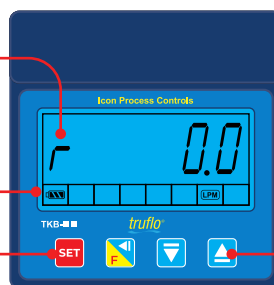 Icon Process Controls
r 0.0
LPM
TKB-■■ truflo®
SET F